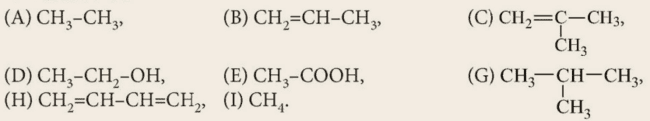 (A) CH₃–CH₃, (B) CH₂=CH–CH₃, (C) CH₂=C–CH₃,
CH₃
(D) CH₃–CH₂–OH, (E) CH₃–COOH, (G) CH₃–CH–CH₃,
(H) CH₂=CH–CH=CH₂, (I) CH₄.
CH₃